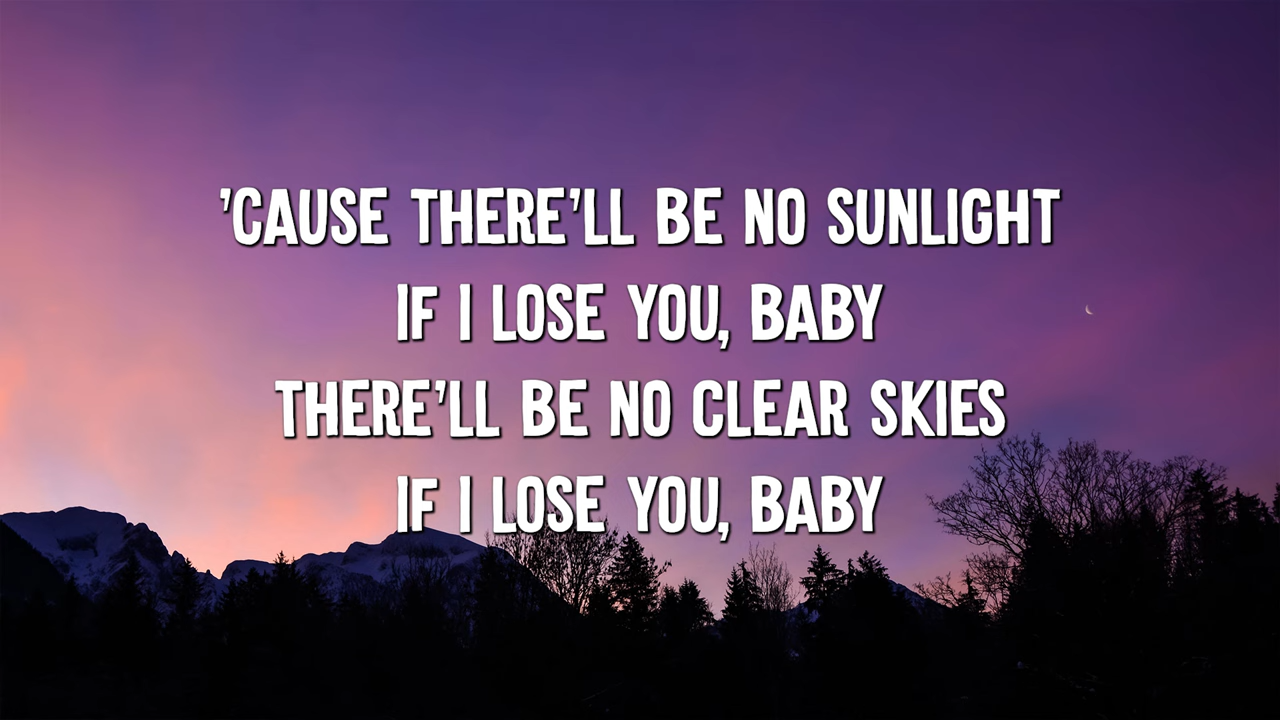 'CAUSE THERE'LL BE NO SUNLIGHT
IF I LOSE YOU, BABY
THERE'LL BE NO CLEAR SKIES
IF I LOSE YOU, BABY